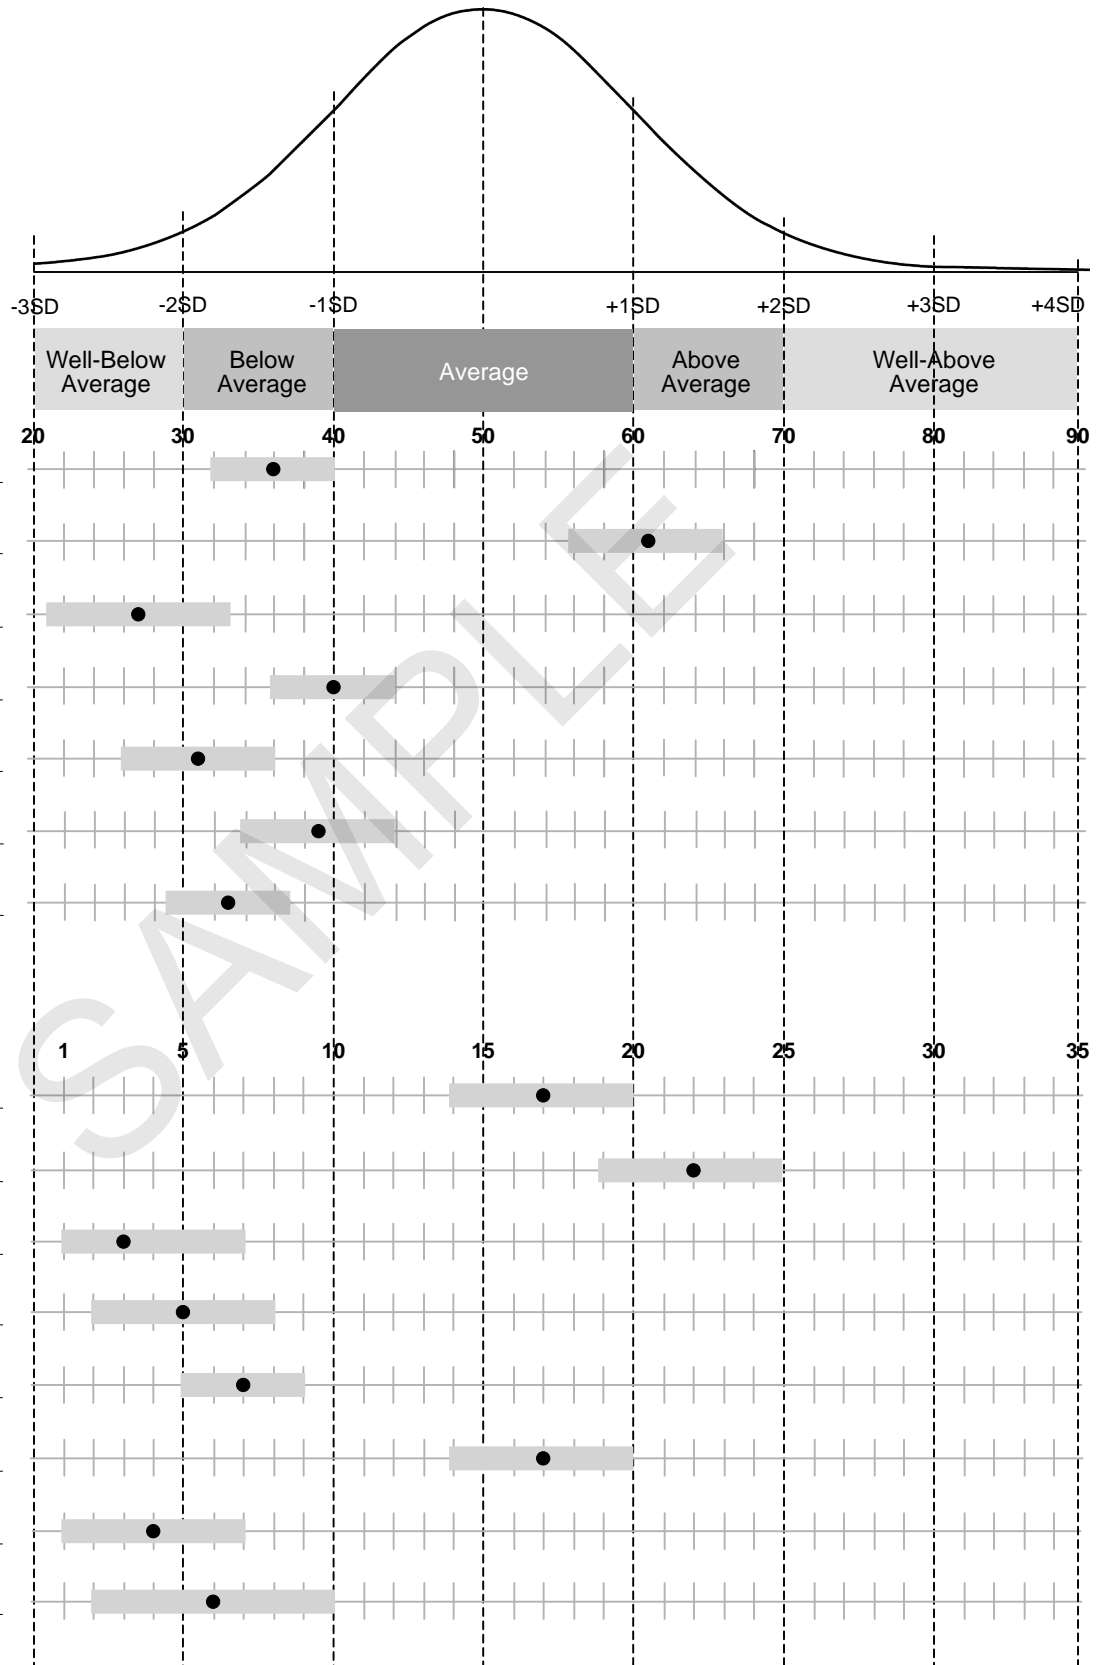 -3SD -2SD -1SD +1SD +2SD +3SD +4SD
Well-Below Below Average Above Well-Above
Average Average Average Average
20 30 40 50 60 70 80 90
SAMPLE
1 5 10 15 20 25 30 35